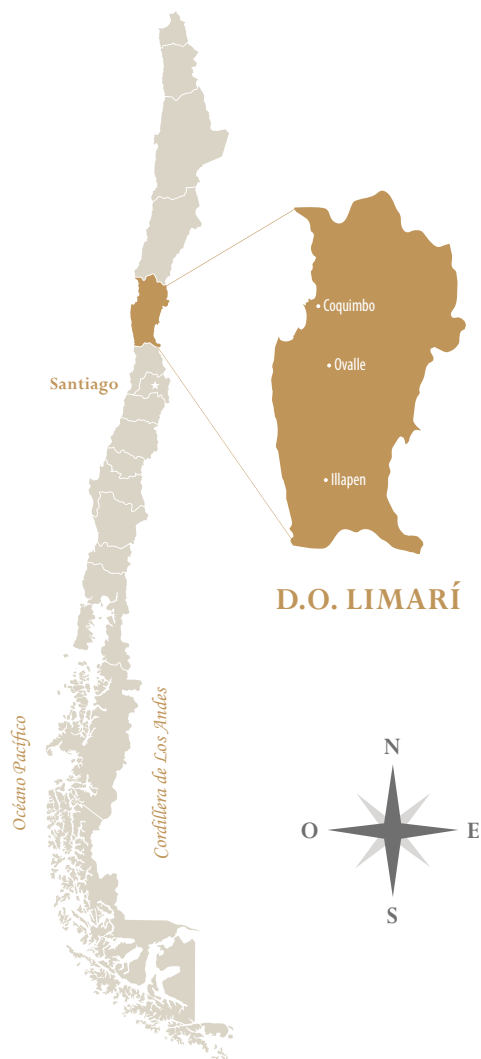 Coquimbo
Ovalle
Santiago
Illapen
D.O. LIMARÍ
Océano Pacífico
Cordillera de Los Andes
N
O
E
S